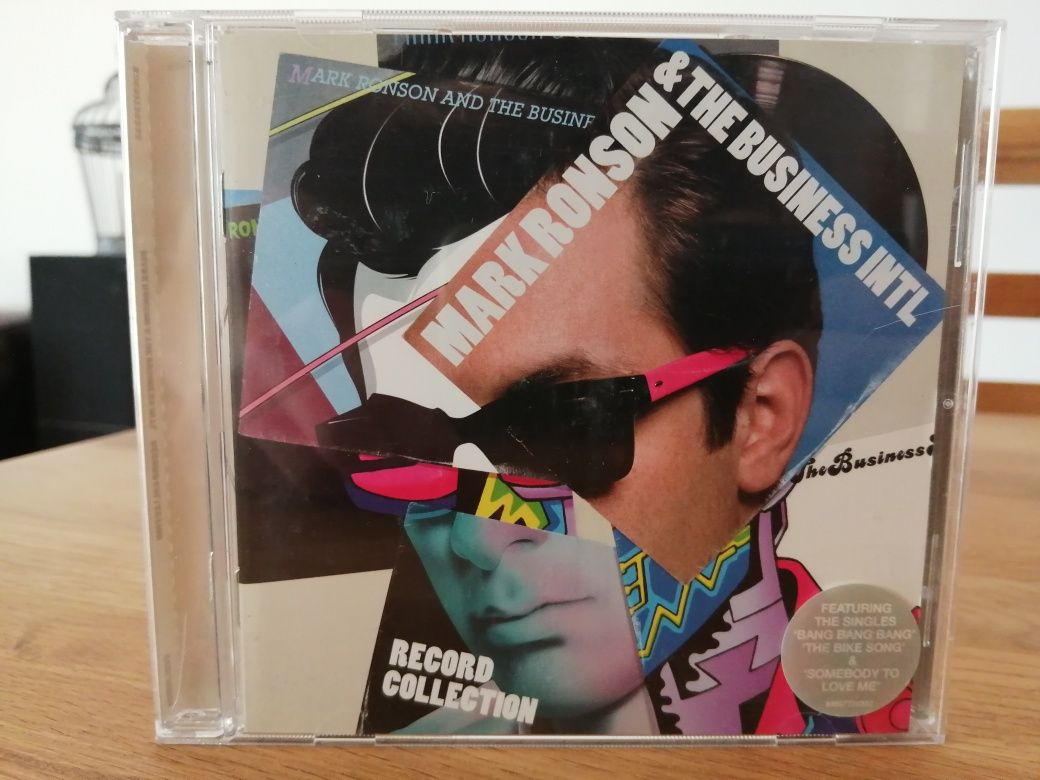 MARK RONSON AND THE BUSINE
MARK RONSON
& THE BUSINESS INTL
RON
The Business
RECORD
COLLECTION
FEATURING
THE SINGLES
"BANG BANG BANG"
"THE BIKE SONG"
&
"SOMEBODY TO
LOVE ME"